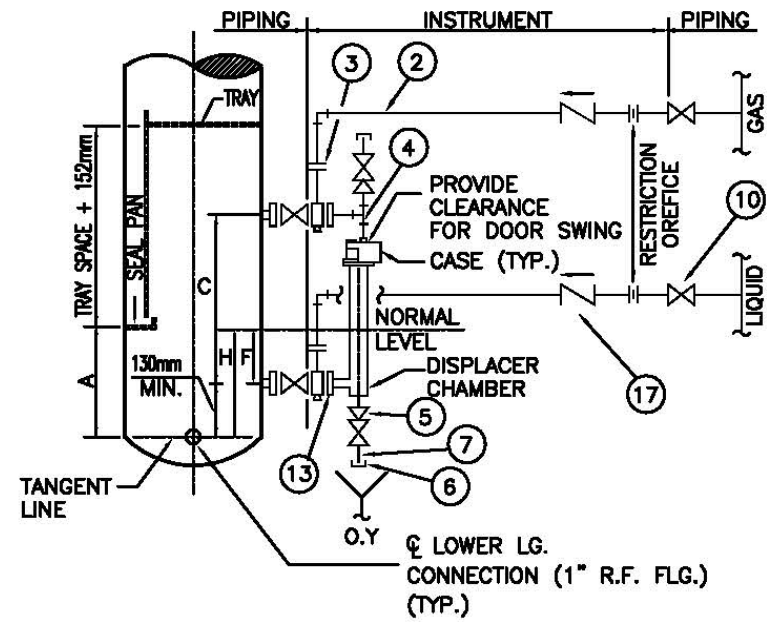 PIPING
INSTRUMENT
PIPING
3
2
TRAY
GAS
4
PROVIDE
CLEARANCE
FOR DOOR SWING
CASE (TYP.)
10
RESTRICTION
OREFICE
TRAY SPACE + 152mm
SEAL PAN
C
LIQUID
NORMAL
LEVEL
H
F
A
130mm
MIN.
DISPLACER
CHAMBER
17
5
7
13
6
TANGENT
LINE
O.Y
℄ LOWER LG.
CONNECTION (1" R.F. FLG.)
(TYP.)